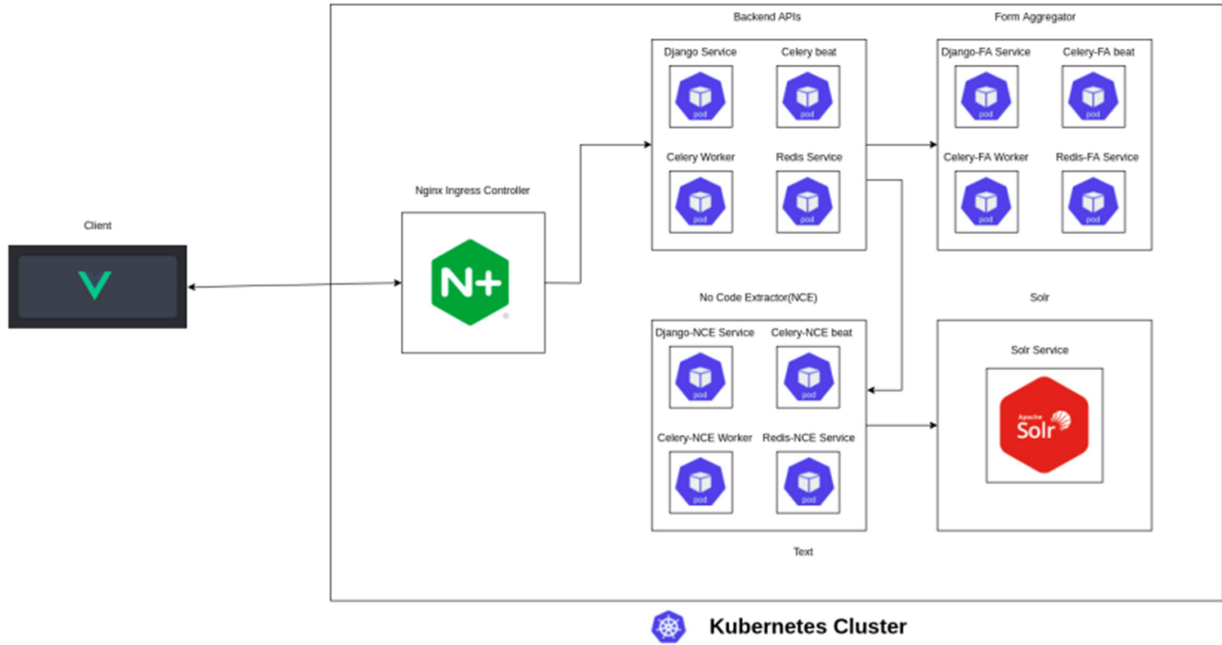 Backend APIs
Form Aggregator
Django Service
Celery beat
Django-FA Service
Celery-FA beat
pod
pod
pod
pod
Celery Worker
Redis Service
Celery-FA Worker
Redis-FA Service
pod
pod
pod
pod
Nginx Ingress Controller
N+
®
Client
No Code Extractor(NCE)
Solr
Django-NCE Service
Celery-NCE beat
Solr Service
pod
pod
Apache
Solr
Celery-NCE Worker
Redis-NCE Service
pod
pod
Text
Kubernetes Cluster